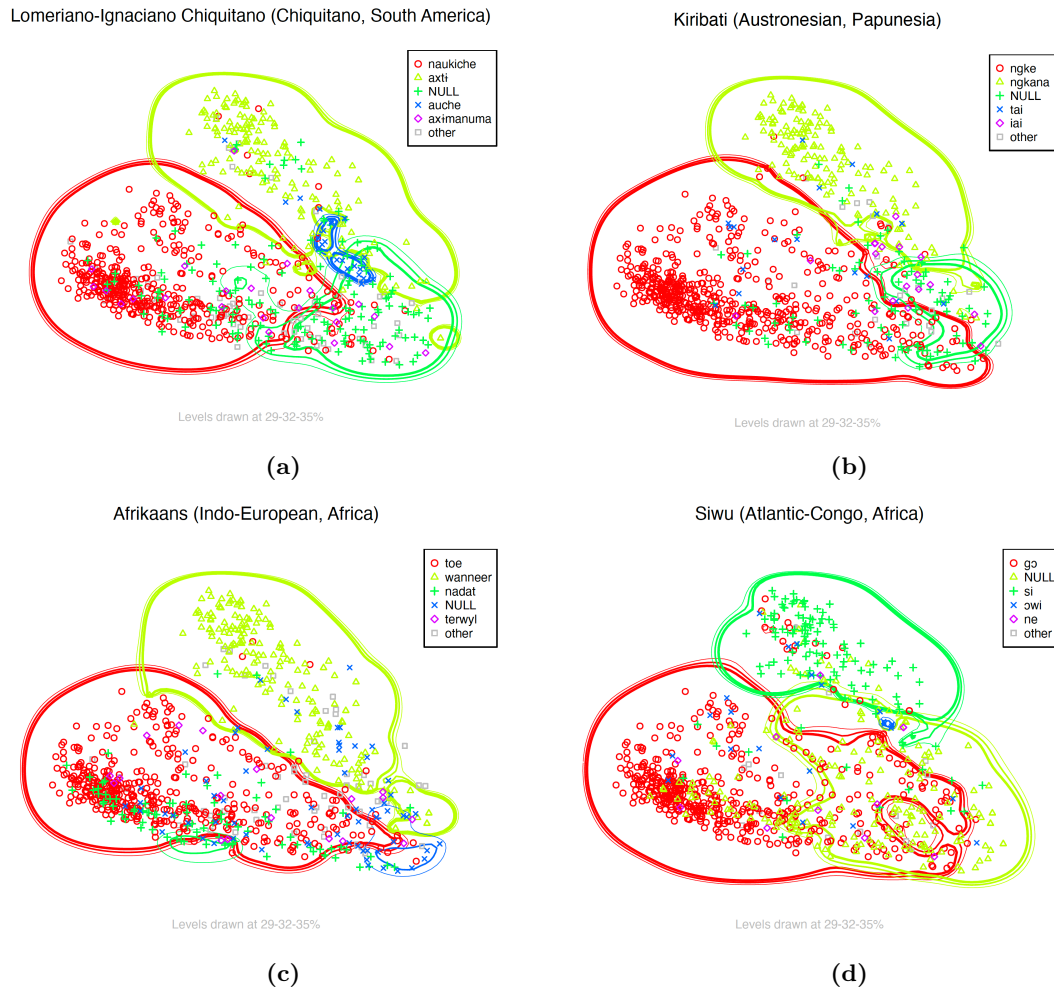 Lomeriano-Ignaciano Chiquitano (Chiquitano, South America)
naukiche
axtɨ
NULL
auche
aximanuma
other
Levels drawn at 29-32-35%
(a)
Kiribati (Austronesian, Papunesia)
ngke
ngkana
NULL
tai
iai
other
Levels drawn at 29-32-35%
(b)
Afrikaans (Indo-European, Africa)
toe
wanneer
nadat
NULL
terwyl
other
Levels drawn at 29-32-35%
(c)
Siwu (Atlantic-Congo, Africa)
gɔ
NULL
si
ɔwi
ne
other
Levels drawn at 29-32-35%
(d)